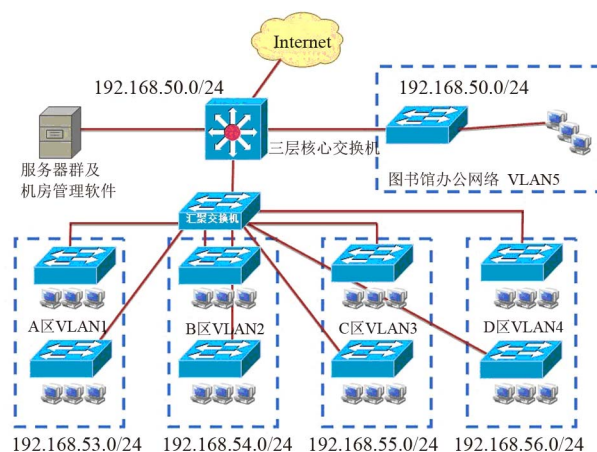 Internet
192.168.50.0/24
192.168.50.0/24
三层核心交换机
服务器群及
机房管理软件
图书馆办公网络 VLAN5
汇聚交换机
A区VLAN1
B区VLAN2
C区VLAN3
D区VLAN4
192.168.53.0/24
192.168.54.0/24
192.168.55.0/24
192.168.56.0/24